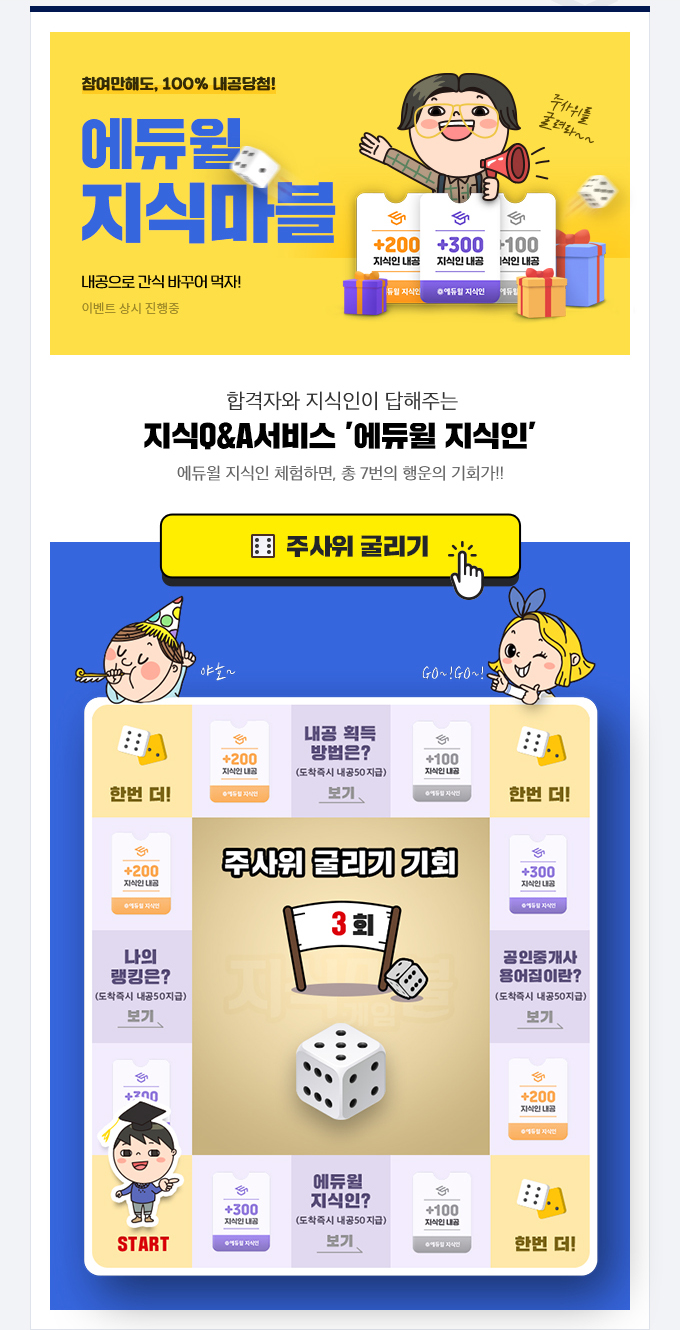 참여만해도, 100% 내공당첨!
에듀윌
지식마블
주사위를
굴려라~~
+200
지식인 내공
+300
지식인 내공
에듀윌 지식인
+100
지식인 내공
내공으로 간식 바꾸어 먹자!
이벤트 상시 진행중
합격자와 지식인이 답해주는
지식Q&A서비스 '에듀윌 지식인'
에듀윌 지식인 체험하면, 총 7번의 행운의 기회가!!
주사위 굴리기
야호~
GO~!GO~!
한번 더!
+200
지식인 내공
에듀윌 지식인
내공 획득
방법은?
(도착즉시 내공50지급)
보기
+100
지식인 내공
에듀윌 지식인
한번 더!
+200
지식인 내공
에듀윌 지식인
주사위 굴리기 기회
3 회
+300
지식인 내공
에듀윌 지식인
나의
랭킹은?
(도착즉시 내공50지급)
보기
공인중개사
용어집이란?
(도착즉시 내공50지급)
보기
+300
+200
지식인 내공
에듀윌 지식인
START
+300
지식인 내공
에듀윌 지식인
에듀윌
지식인?
(도착즉시 내공50지급)
보기
+100
지식인 내공
에듀윌 지식인
한번 더!